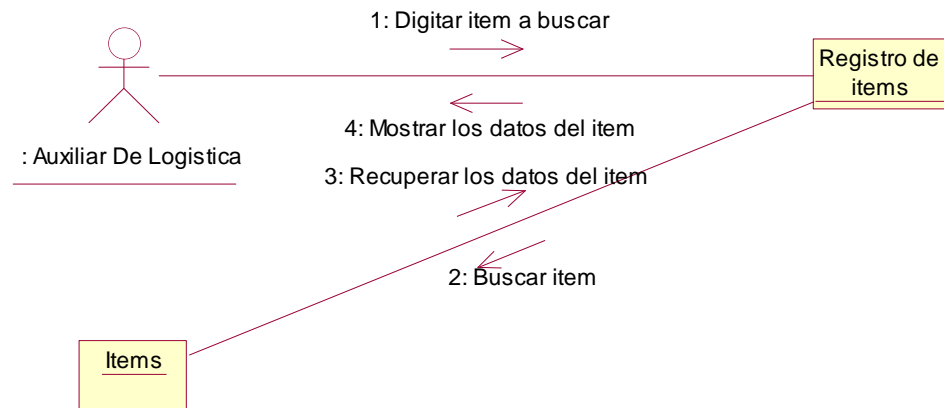 1: Digitar item a buscar
Registro de
items
4: Mostrar los datos del item
: Auxiliar De Logistica
3: Recuperar los datos del item
2: Buscar item
Items